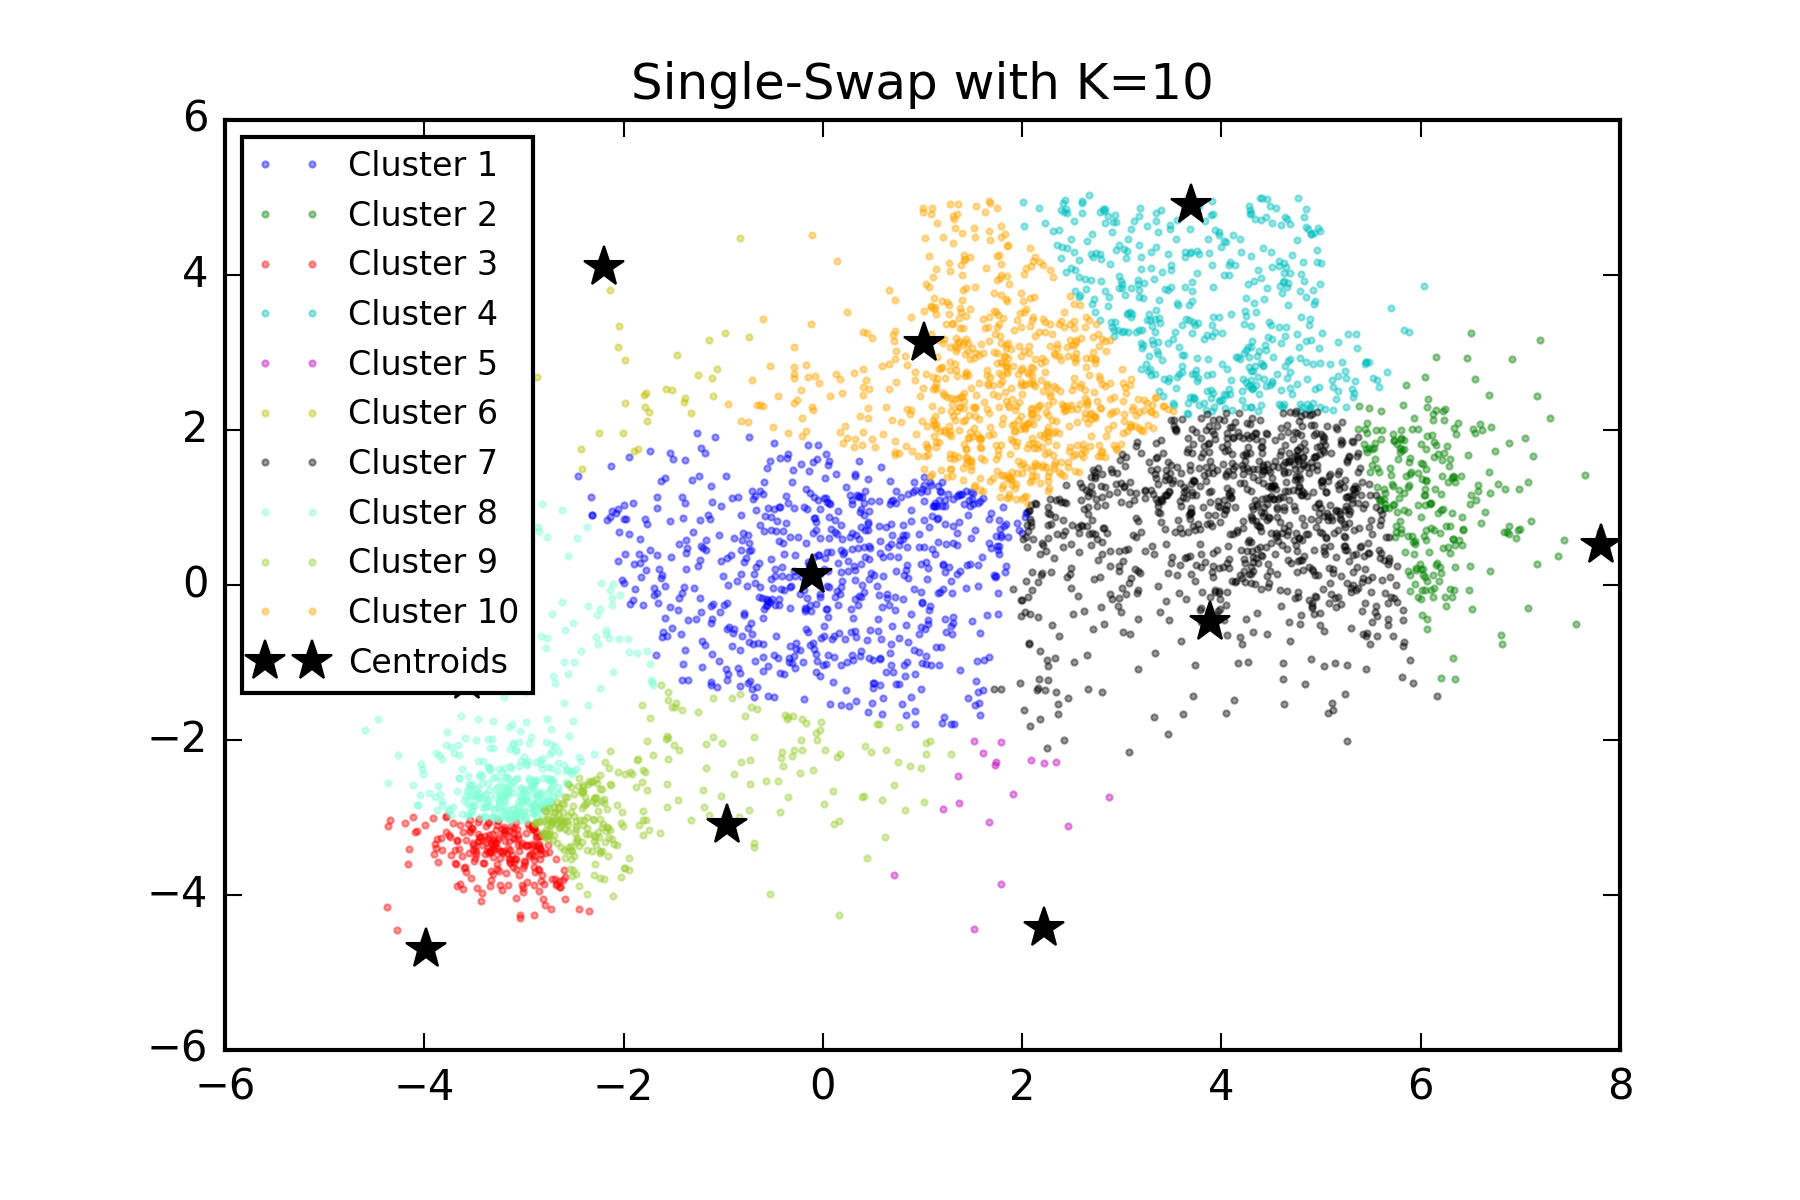 Single-Swap with K=10
6
4
2
0
−2
−4
−6
Cluster 1
Cluster 2
Cluster 3
Cluster 4
Cluster 5
Cluster 6
Cluster 7
Cluster 8
Cluster 9
Cluster 10
Centroids
−6 −4 −2 0 2 4 6 8